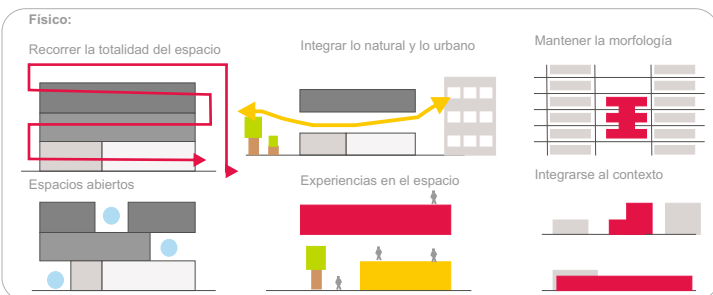 Físico:
Recorrer la totalidad del espacio
Integrar lo natural y lo urbano
Mantener la morfología
Espacios abiertos
Experiencias en el espacio
Integrarse al contexto